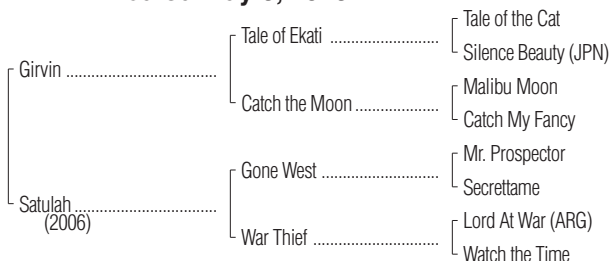 Tale of the Cat
Tale of Ekati
Silence Beauty (JPN)
Girvin
Malibu Moon
Catch the Moon
Catch My Fancy
Mr. Prospector
Gone West
Secrettame
Satulah
(2006)
Lord At War (ARG)
War Thief
Watch the Time